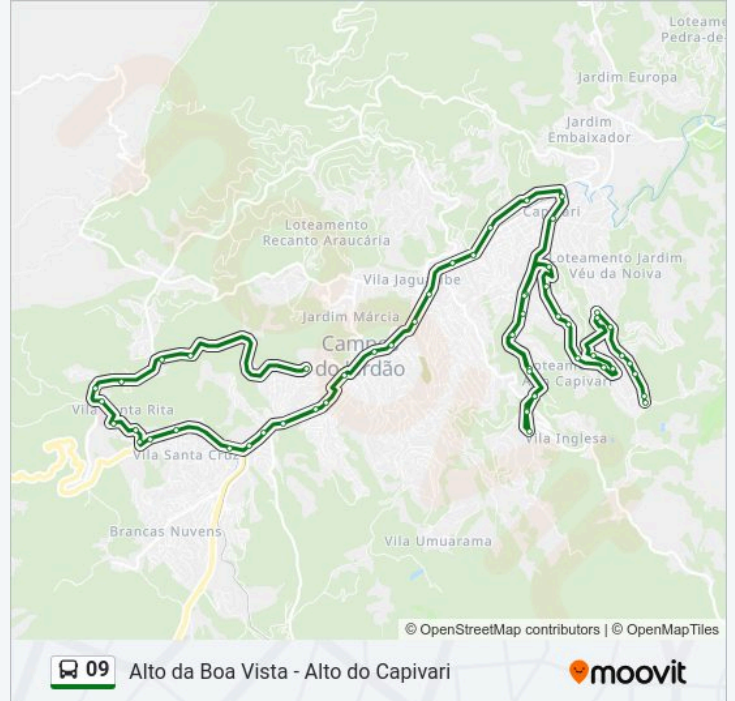 Loteame
Pedra-de-
Jardim Europa
Jardim
Embaixador
Capivari
Loteamento
Recanto Araucária
Loteamento Jardim
Véu da Noiva
Vila Jaguaribe
Jardim Márcia
Campos
do Jordão
Vila Santa Rita
Vila Inglesa
Vila Santa Cruz
Brancas Nuvens
Vila Umuarama
© OpenStreetMap contributors | © OpenMapTiles
09 Alto da Boa Vista - Alto do Capivari
moovit